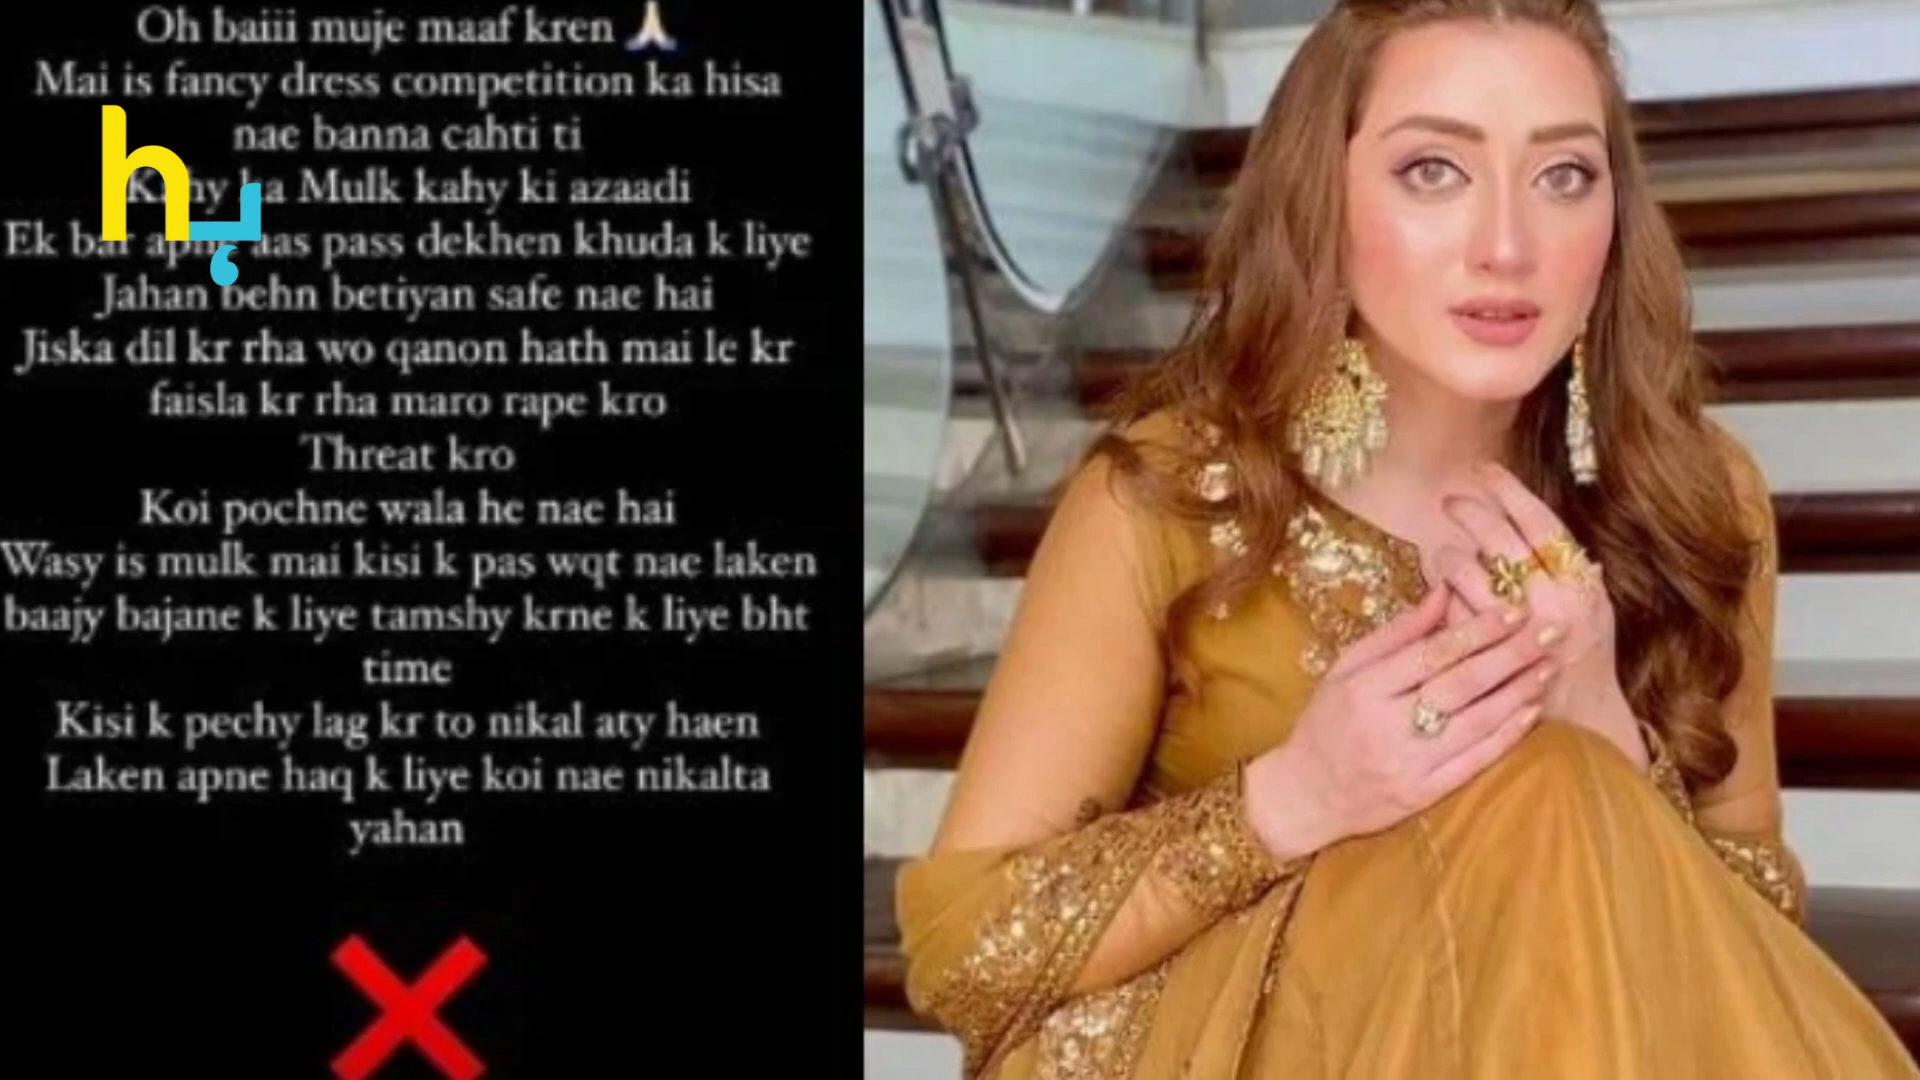 Oh baiii muje maaf kren 🙏🏻
Mai is fancy dress competition ka hisa
nae banna cahti ti
ka Mulk kahy ki azaadi
Ek bar apne aas pass dekhen khuda k liye
Jahan behn betiyan safe nae hai
Jiska dil kr rha wo qanon hath mai le kr
faisla kr rha maro rape kro
Threat kro
Koi pochne wala he nae hai
Wasy is mulk mai kisi k pas wqt nae laken
baajy bajane k liye tamshy krne k liye bht
time
Kisi k pechy lag kr to nikal aty haen
Laken apne haq k liye koi nae nikalta
yahan